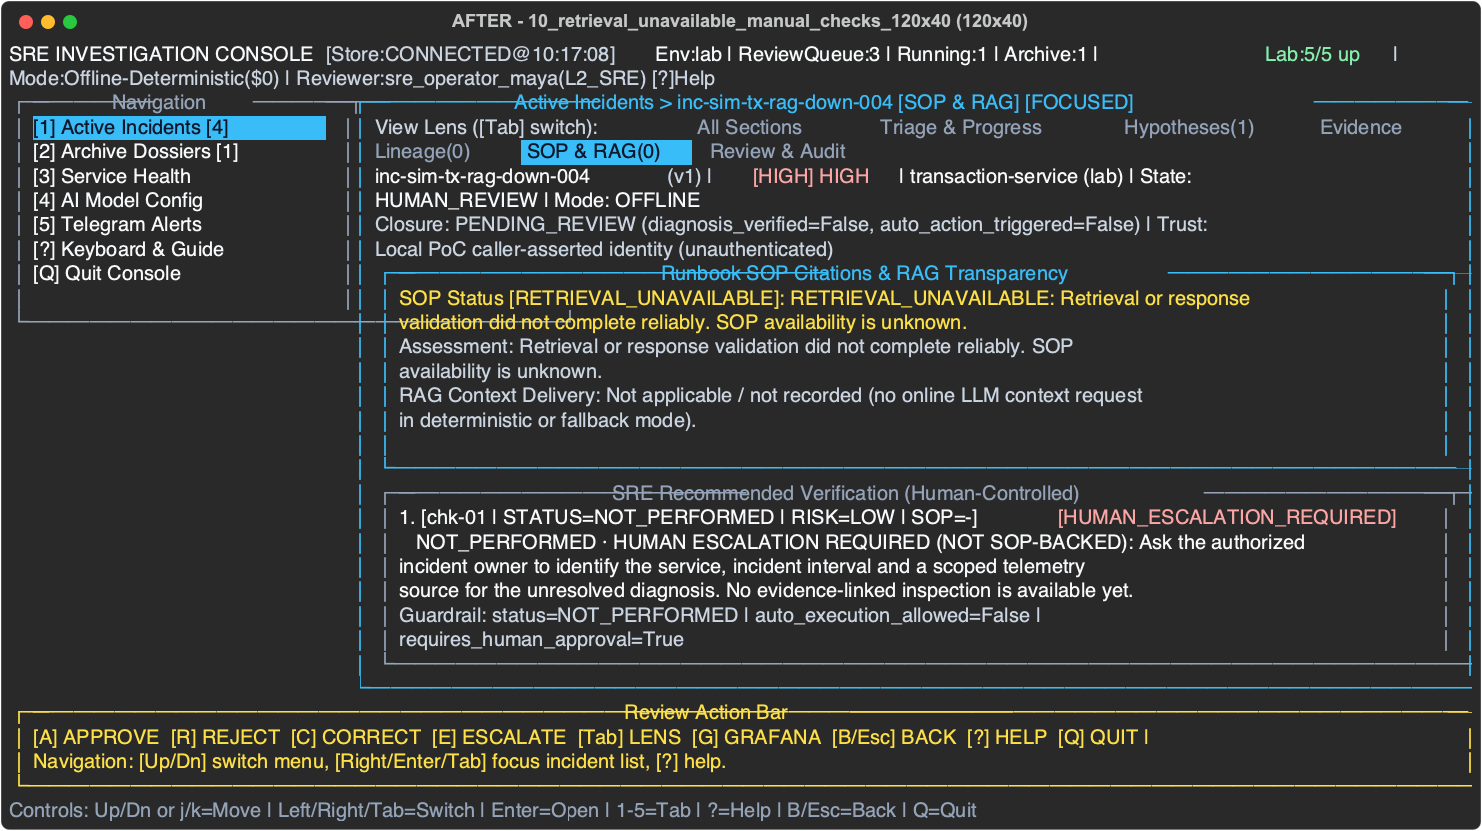 AFTER - 10_retrieval_unavailable_manual_checks_120x40 (120x40)
SRE INVESTIGATION CONSOLE [Store:CONNECTED@10:17:08] Env:lab | ReviewQueue:3 | Running:1 | Archive:1 | Lab:5/5 up |
Mode:Offline-Deterministic($0) | Reviewer:sre_operator_maya(L2_SRE) [?]Help
Navigation
[1] Active Incidents [4]
[2] Archive Dossiers [1]
[3] Service Health
[4] AI Model Config
[5] Telegram Alerts
[?] Keyboard & Guide
[Q] Quit Console
Active Incidents > inc-sim-tx-rag-down-004 [SOP & RAG] [FOCUSED]
View Lens ([Tab] switch): All Sections Triage & Progress Hypotheses(1) Evidence
Lineage(0) SOP & RAG(0) Review & Audit
inc-sim-tx-rag-down-004 (v1) | [HIGH] HIGH | transaction-service (lab) | State:
HUMAN_REVIEW | Mode: OFFLINE
Closure: PENDING_REVIEW (diagnosis_verified=False, auto_action_triggered=False) | Trust:
Local PoC caller-asserted identity (unauthenticated)
Runbook SOP Citations & RAG Transparency
SOP Status [RETRIEVAL_UNAVAILABLE]: RETRIEVAL_UNAVAILABLE: Retrieval or response
validation did not complete reliably. SOP availability is unknown.
Assessment: Retrieval or response validation did not complete reliably. SOP
availability is unknown.
RAG Context Delivery: Not applicable / not recorded (no online LLM context request
in deterministic or fallback mode).
SRE Recommended Verification (Human-Controlled)
1. [chk-01 | STATUS=NOT_PERFORMED | RISK=LOW | SOP=-] [HUMAN_ESCALATION_REQUIRED]
NOT_PERFORMED · HUMAN ESCALATION REQUIRED (NOT SOP-BACKED): Ask the authorized
incident owner to identify the service, incident interval and a scoped telemetry
source for the unresolved diagnosis. No evidence-linked inspection is available yet.
Guardrail: status=NOT_PERFORMED | auto_execution_allowed=False |
requires_human_approval=True
Review Action Bar
[A] APPROVE [R] REJECT [C] CORRECT [E] ESCALATE [Tab] LENS [G] GRAFANA [B/Esc] BACK [?] HELP [Q] QUIT |
Navigation: [Up/Dn] switch menu, [Right/Enter/Tab] focus incident list, [?] help.
Controls: Up/Dn or j/k=Move | Left/Right/Tab=Switch | Enter=Open | 1-5=Tab | ?=Help | B/Esc=Back | Q=Quit